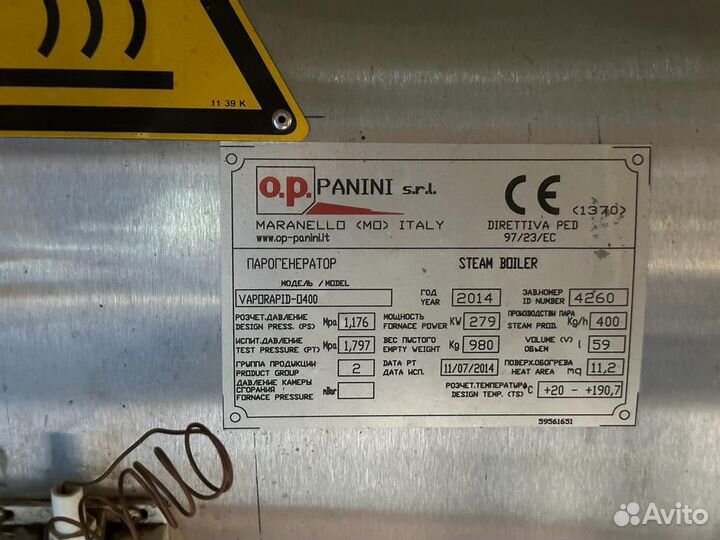 11 39 K
o.p. PANINI s.r.l.
MARANELLO (MO) ITALY
www.op-panini.it
CE (1370)
DIRETTIVA PED
97/23/EC
ПАРОГЕНЕРАТОР STEAM BOILER
МОДЕЛЬ / MODEL
VAPORAPID-D400
ГОД
YEAR 2014
ЗАВ.НОМЕР
ID NUMBER 4260
РОЗЧЕТ.ДАВЛЕНИЕ
DESIGN PRESS. (PS) Mpa 1,176
МОЩНОСТЬ
FORNACE POWER KW 279
ПРОИЗВОДСТВИ ПАРА
STEAM PROD. Kg/h 400
ИСПИТ.ДАВЛЕНИЕ
TEST PRESSURE (PT) Mpa 1,797
ВЕС ПУСТОГО
EMPTY WEIGHT Kg 980
VOLUME (V)
ОБЪЕМ l 59
ГРУППА ПРОДУКЦИИ
PRODUCT GROUP 2
DATA PT
ДАТА ИСП. 11/07/2014
ПОВЕРХ.ОБОГРЕВА
HEAT AREA mq 11,2
ДАВЛЕНИЕ КАМЕРЫ
СГОРАНИЯ
FORNACE PRESSURE mBar
РОЗЧЕТ.ТЕМПЕРАТУР
DESIGN TEMP. (TS) °C +20 - +190,7
59561651
Avito